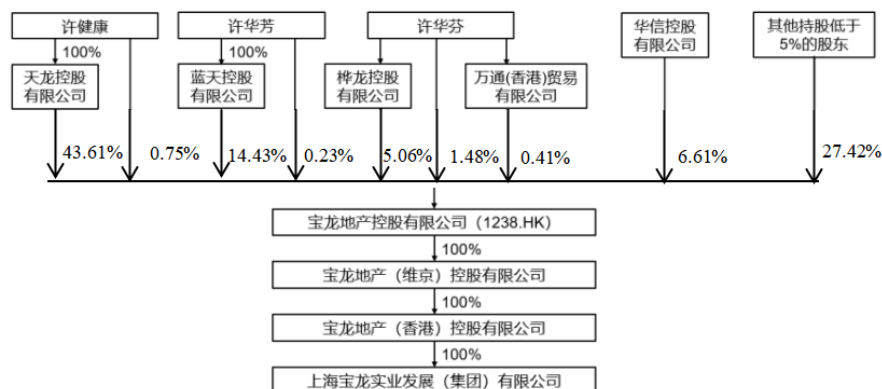 许健康
许华芳
许华芬
华信控股
有限公司
其他持股低于
5%的股东
100%
100%
天龙控股
有限公司
蓝天控股
有限公司
桦龙控股
有限公司
万通(香港)贸易
有限公司
43.61%
0.75%
14.43%
0.23%
5.06%
1.48%
0.41%
6.61%
27.42%
宝龙地产控股有限公司（1238.HK）
100%
宝龙地产（维京）控股有限公司
100%
宝龙地产（香港）控股有限公司
100%
上海宝龙实业发展（集团）有限公司